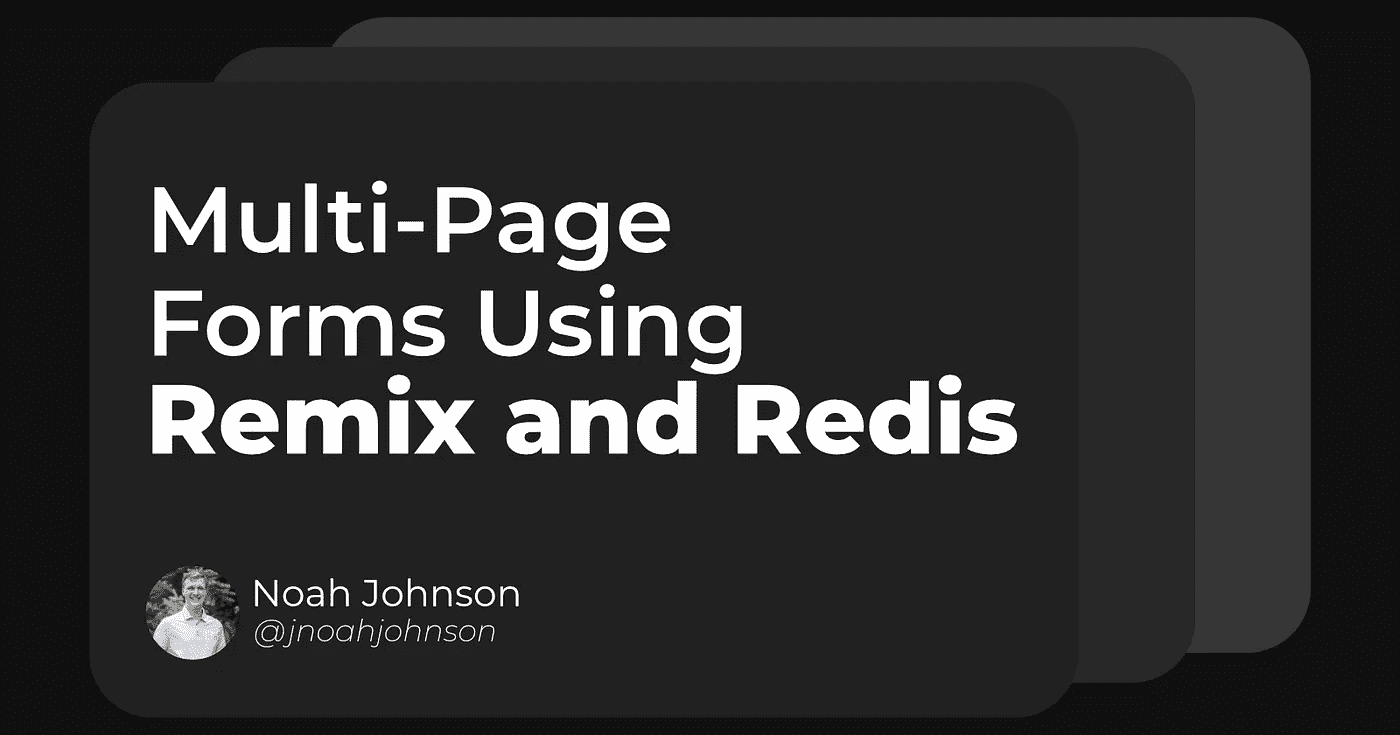 Multi-Page
Forms Using
Remix and Redis
Noah Johnson
@jnoahjohnson